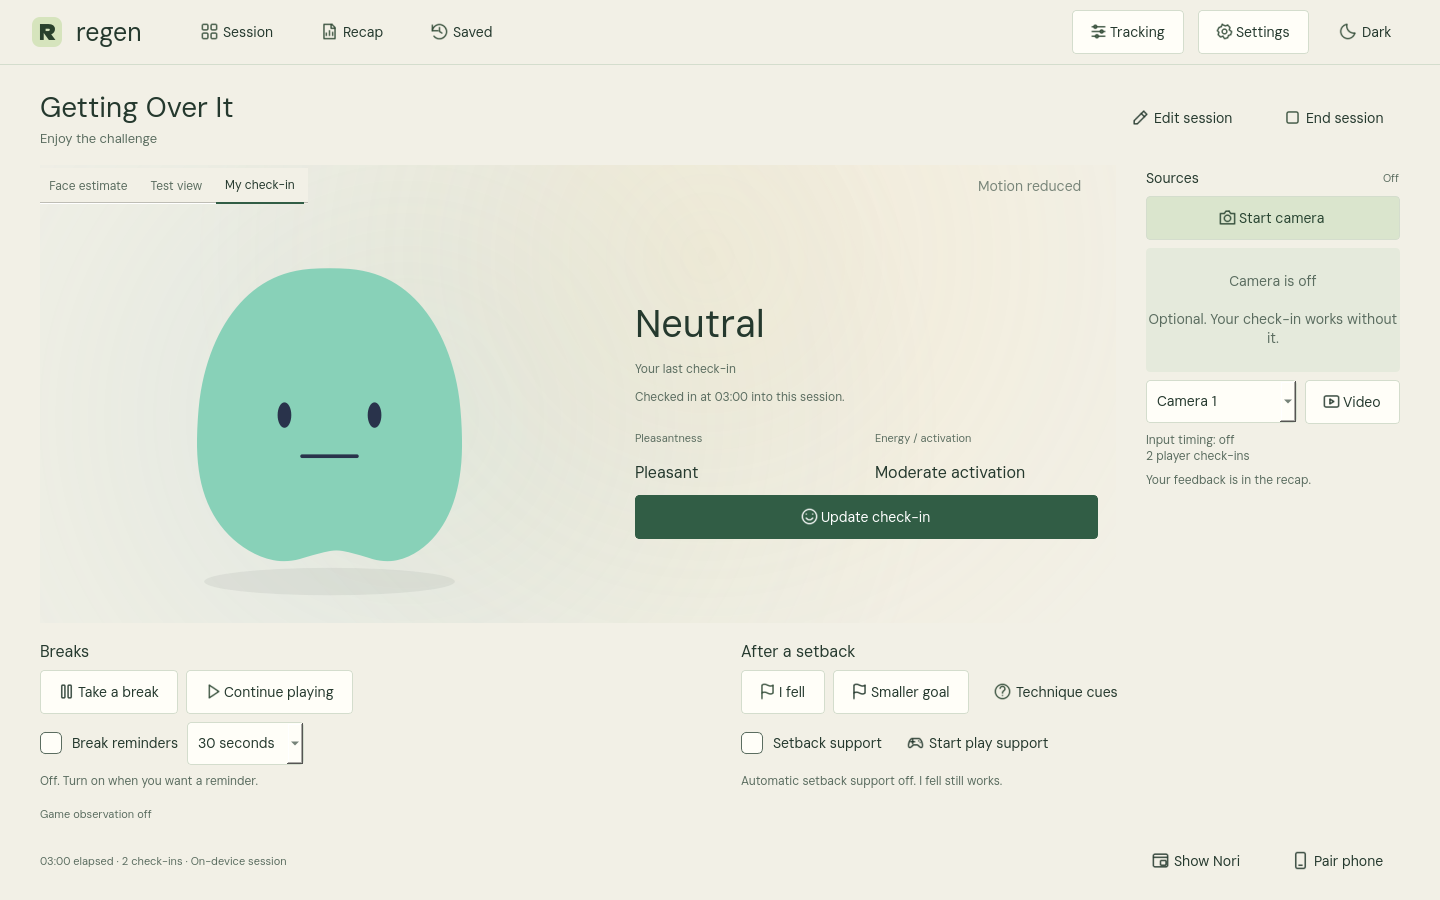 R regen
Session
Recap
Saved
Tracking
Settings
Dark
Getting Over It
Enjoy the challenge
Edit session
End session
Face estimate
Test view
My check-in
Motion reduced
Neutral
Your last check-in
Checked in at 03:00 into this session.
Pleasantness
Energy / activation
Pleasant
Moderate activation
Update check-in
Sources
Off
Start camera
Camera is off
Optional. Your check-in works without
it.
Camera 1
Video
Input timing: off
2 player check-ins
Your feedback is in the recap.
Breaks
Take a break
Continue playing
Break reminders
30 seconds
Off. Turn on when you want a reminder.
Game observation off
After a setback
I fell
Smaller goal
Technique cues
Setback support
Start play support
Automatic setback support off. I fell still works.
03:00 elapsed · 2 check-ins · On-device session
Show Nori
Pair phone